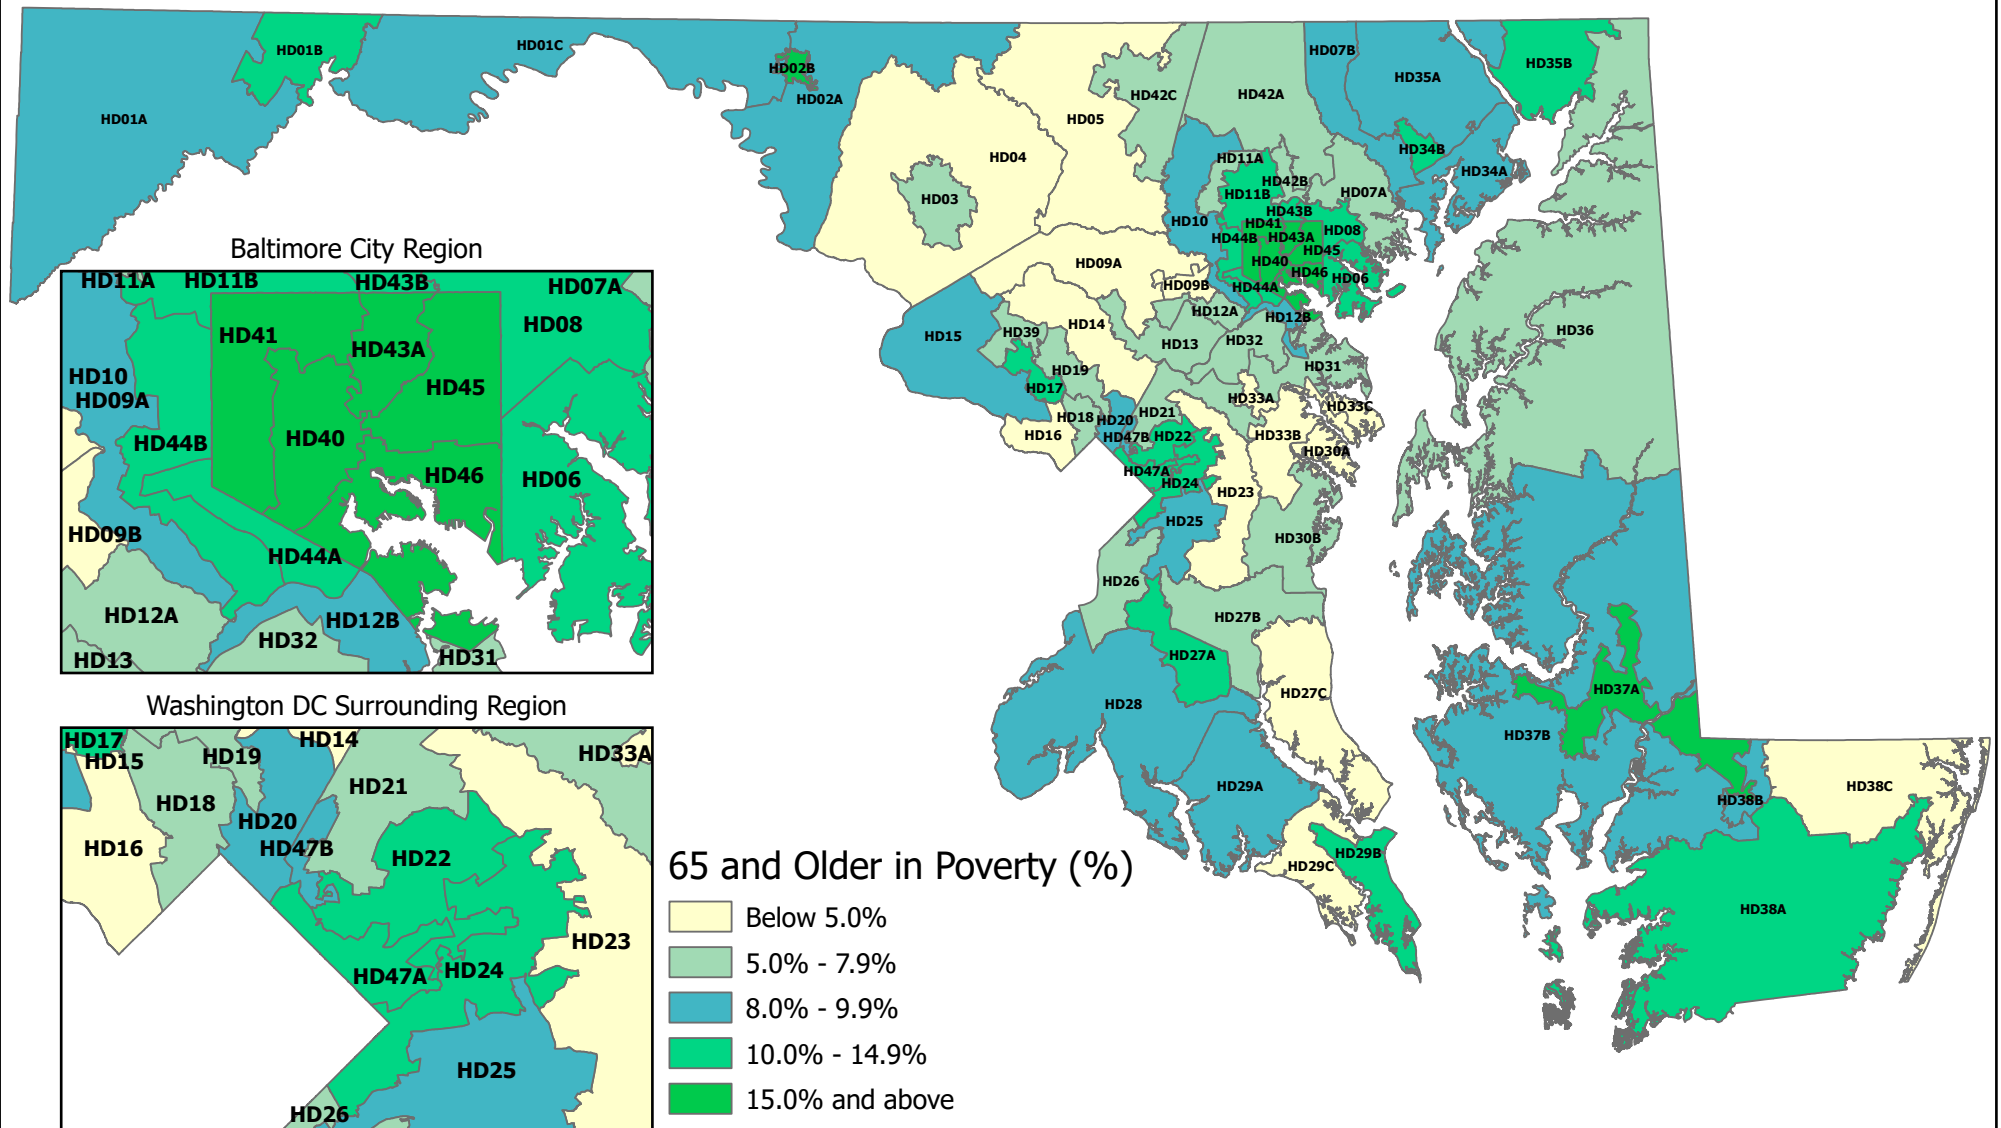 HD01A
HD01B
HD01C
HD02B
HD02A
HD03
HD04
HD05
HD42C
HD42A
HD07B
HD35A
HD35B
HD34B
HD34A
HD11A
HD42B
HD11B
HD07A
HD10
HD43B
HD41
HD44B
HD43A
HD08
HD45
HD40
HD46
HD06
HD44A
HD09A
HD09B
HD12A
HD12B
HD36
HD15
HD39
HD14
HD13
HD32
HD19
HD31
HD17
HD33A
HD33C
HD18
HD20
HD21
HD16
HD47B
HD22
HD33B
HD30A
HD47A
HD24
HD23
HD25
HD30B
HD26
HD27B
HD27A
HD27C
HD28
HD37A
HD37B
HD29A
HD38B
HD38C
HD29B
HD29C
HD38A
Baltimore City Region
HD11A
HD11B
HD43B
HD07A
HD41
HD08
HD43A
HD10
HD09A
HD45
HD44B
HD40
HD46
HD06
HD09B
HD44A
HD12A
HD12B
HD32
HD13
HD31
Washington DC Surrounding Region
HD17
HD15
HD19
HD14
HD33A
HD18
HD21
HD20
HD16
HD47B
HD22
HD23
HD47A
HD24
HD25
HD26
65 and Older in Poverty (%)
Below 5.0%
5.0% - 7.9%
8.0% - 9.9%
10.0% - 14.9%
15.0% and above